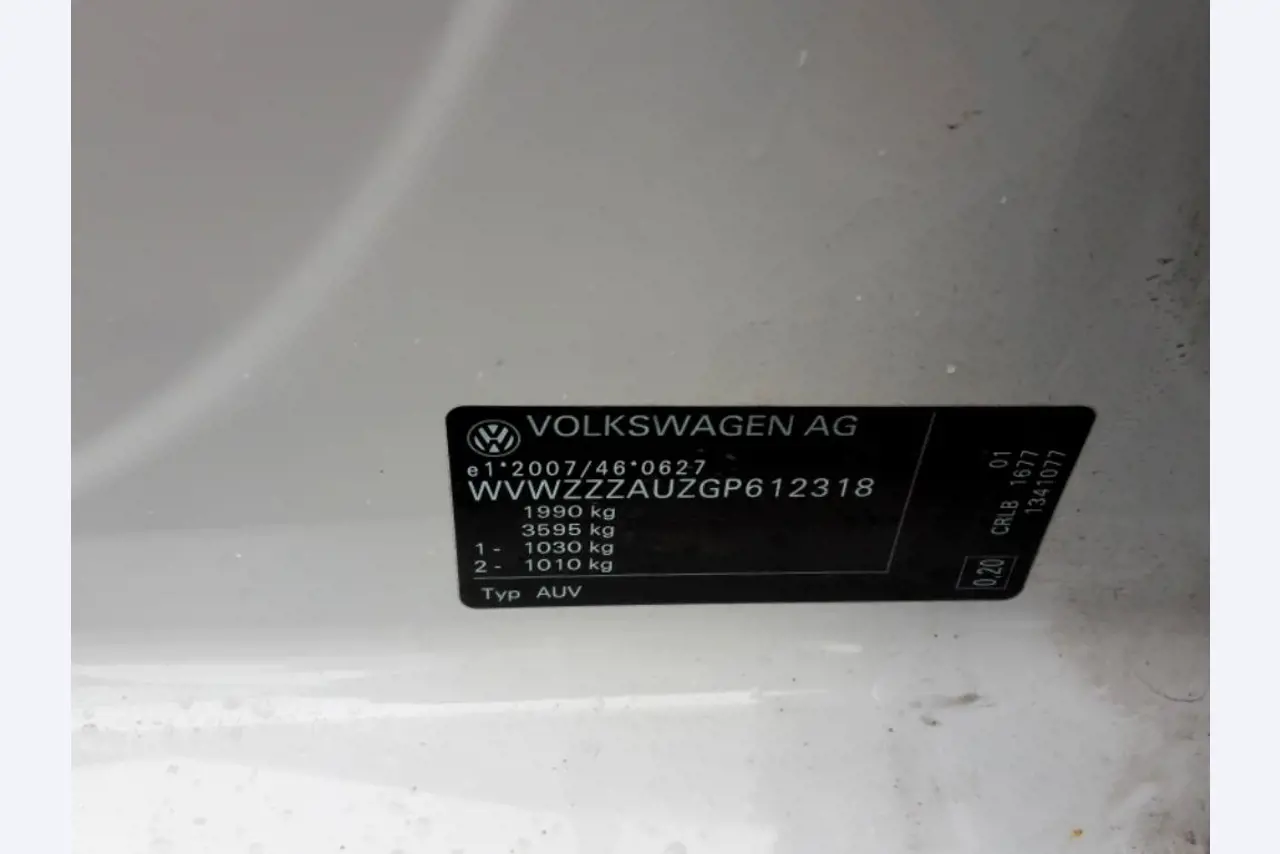 VOLKSWAGEN AG
e1*2007/46*0627
WVWZZZAUZGP612318
1990 kg
3595 kg
1- 1030 kg
2- 1010 kg
Typ AUV
01
CRLB 1677
1341077
0,20